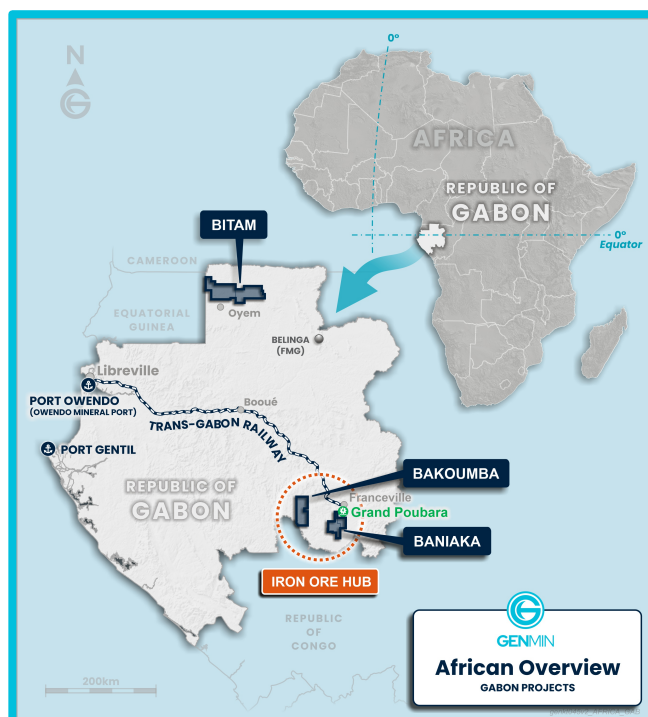 N
0°
AFRICA
REPUBLIC OF
GABON
0°
Equator
BITAM
CAMEROON
EQUATORIAL
GUINEA
Oyem
BELINGA
(FMG)
Libreville
PORT OWENDO
(OWENDO MINERAL PORT)
Booué
TRANS-GABON RAILWAY
PORT GENTIL
BAKOUMBA
REPUBLIC OF
GABON
Franceville
Grand Poubara
BANIAKA
IRON ORE HUB
REPUBLIC
OF
CONGO
GENMIN
African Overview
GABON PROJECTS
200km